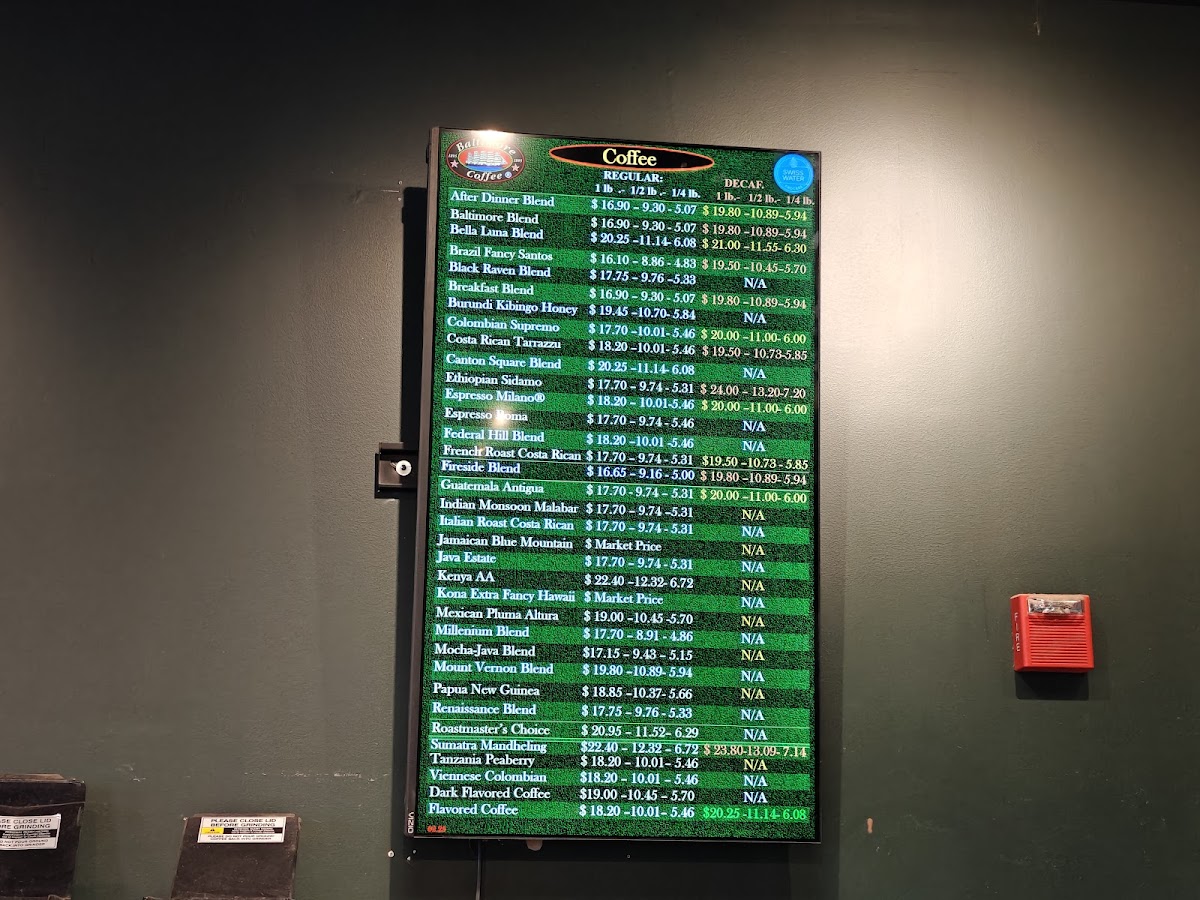 Baltimore
Coffee ®
Coffee
SWISS
WATER
REGULAR:
DECAF.
1 lb .- 1/2 lb .- 1/4 lb.
1 lb.- 1/2 lb.- 1/4 lb.
After Dinner Blend $ 16.90 – 9.30 - 5.07 $ 19.80 –10.89–5.94
Baltimore Blend $ 16.90 – 9.30 - 5.07 $ 19.80 –10.89–5.94
Bella Luna Blend $ 20.25 –11.14- 6.08 $ 21.00 –11.55- 6.30
Brazil Fancy Santos $ 16.10 – 8.86 - 4.83 $ 19.50 –10.45–5.70
Black Raven Blend $ 17.75 – 9.76 –5.33 N/A
Breakfast Blend $ 16.90 – 9.30 - 5.07 $ 19.80 –10.89–5.94
Burundi Kibingo Honey $ 19.45 –10.70- 5.84 N/A
Colombian Supremo $ 17.70 –10.01- 5.46 $ 20.00 –11.00- 6.00
Costa Rican Tarrazzu $ 18.20 –10.01- 5.46 $ 19.50 – 10.73-5.85
Canton Square Blend $ 20.25 –11.14- 6.08 N/A
Ethiopian Sidamo $ 17.70 – 9.74 - 5.31 $ 24.00 – 13.20-7.20
Espresso Milano® $ 18.20 – 10.01-5.46 $ 20.00 –11.00- 6.00
Espresso Roma $ 17.70 – 9.74 - 5.46 N/A
Federal Hill Blend $ 18.20 –10.01 -5.46 N/A
French Roast Costa Rican $ 17.70 – 9.74 - 5.31 $19.50 –10.73 - 5.85
Fireside Blend $ 16.65 – 9.16 - 5.00 $ 19.80 –10.89- 5.94
Guatemala Antigua $ 17.70 - 9.74 – 5.31 $ 20.00 –11.00- 6.00
Indian Monsoon Malabar $ 17.70 – 9.74 –5.31 N/A
Italian Roast Costa Rican $ 17.70 – 9.74 - 5.31 N/A
Jamaican Blue Mountain $ Market Price N/A
Java Estate $ 17.70 – 9.74 - 5.31 N/A
Kenya AA $ 22.40 –12.32- 6.72 N/A
Kona Extra Fancy Hawaii $ Market Price N/A
Mexican Pluma Altura $ 19.00 –10.45 -5.70 N/A
Millenium Blend $ 17.70 – 8.91 - 4.86 N/A
Mocha-Java Blend $17.15 – 9.43 – 5.15 N/A
Mount Vernon Blend $ 19.80 –10.89- 5.94 N/A
Papua New Guinea $ 18.85 –10.37- 5.66 N/A
Renaissance Blend $ 17.75 – 9.76 – 5.33 N/A
Roastmaster's Choice $ 20.95 – 11.52- 6.29 N/A
Sumatra Mandheling $22.40 – 12.32 – 6.72 $ 23.80-13.09- 7.14
Tanzania Peaberry $ 18.20 – 10.01- 5.46 N/A
Viennese Colombian $18.20 – 10.01 – 5.46 N/A
Dark Flavored Coffee $19.00 –10.45 – 5.70 N/A
Flavored Coffee $ 18.20 –10.01- 5.46 $20.25 -11.14- 6.08
VIZIO
FIRE
PLEASE CLOSE LID
BEFORE GRINDING
PLEASE CLOSE LID
BEFORE GRINDING